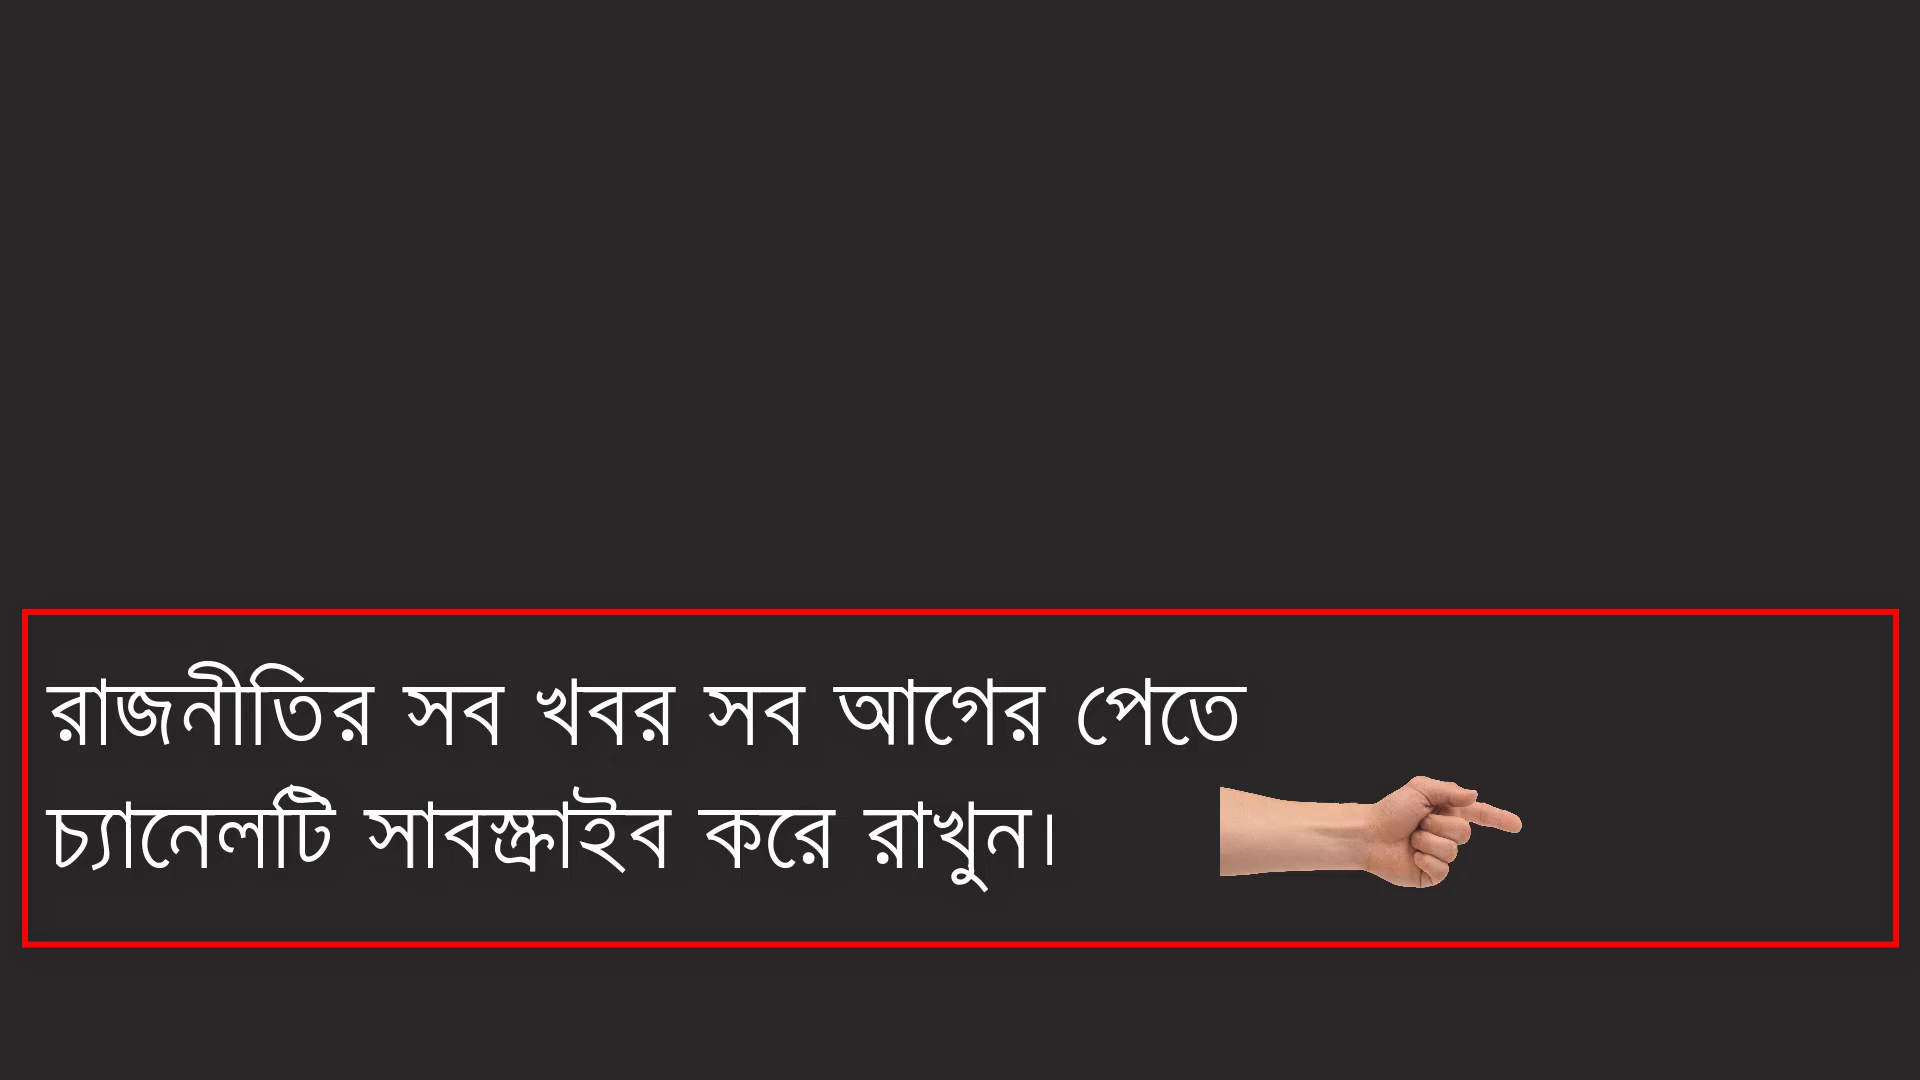 রাজনীতির সব খবর সব আগের পেতে
চ্যানেলটি সাবস্ক্রাইব করে রাখুন।